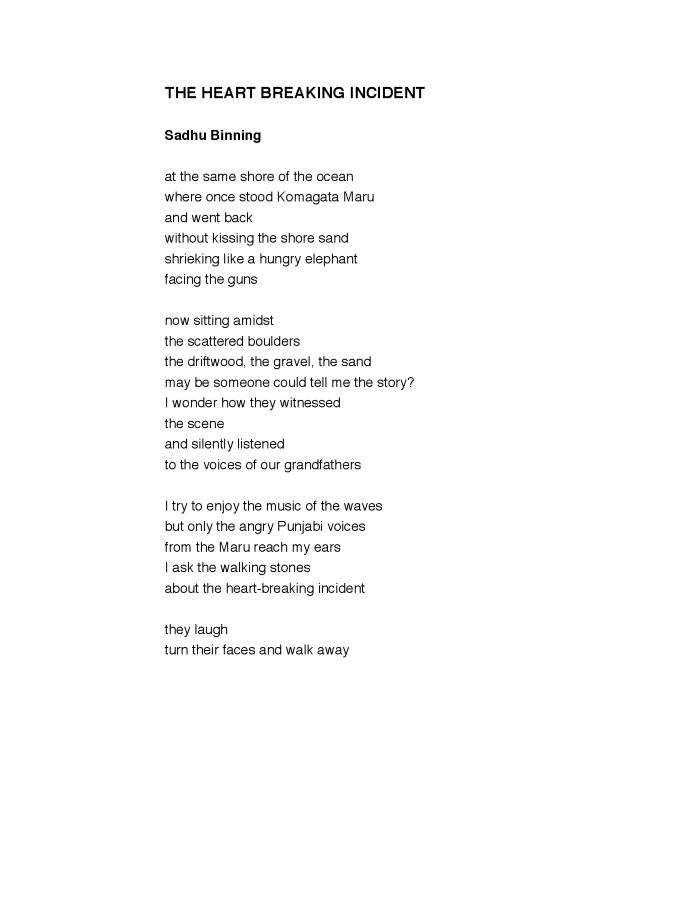 THE HEART BREAKING INCIDENT
Sadhu Binning
at the same shore of the ocean
where once stood Komagata Maru
and went back
without kissing the shore sand
shrieking like a hungry elephant
facing the guns
now sitting amidst
the scattered boulders
the driftwood, the gravel, the sand
may be someone could tell me the story?
I wonder how they witnessed
the scene
and silently listened
to the voices of our grandfathers
I try to enjoy the music of the waves
but only the angry Punjabi voices
from the Maru reach my ears
I ask the walking stones
about the heart-breaking incident
they laugh
turn their faces and walk away